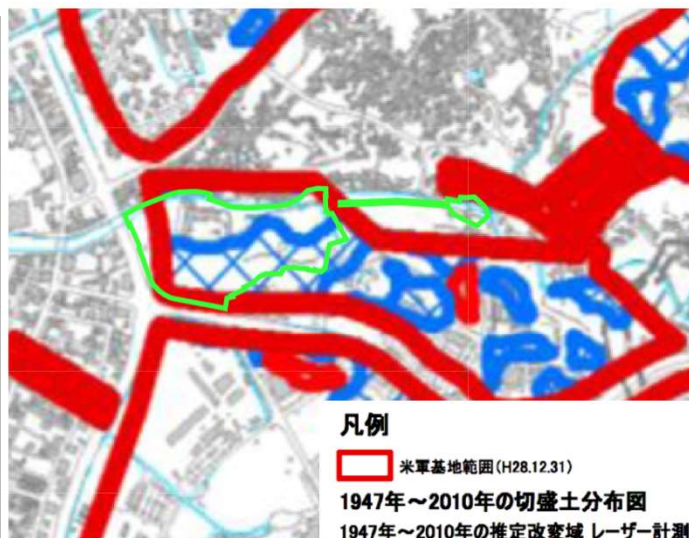 凡例
米軍基地範囲(H28.12.31)
1947年～2010年の切盛土分布図
1947年～2010年の推定改変域 レーザー計測